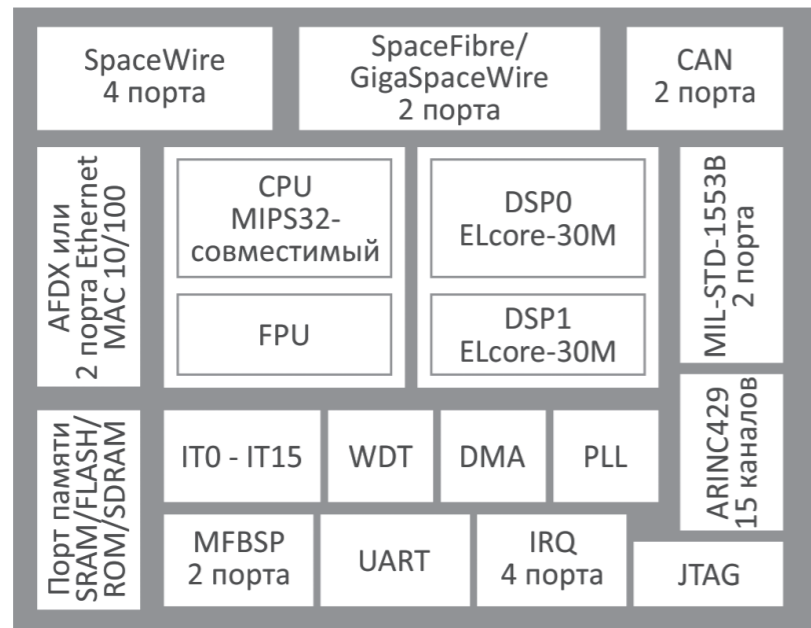 SpaceWire
4 порта
SpaceFibre/
GigaSpaceWire
2 порта
CAN
2 порта
AFDX или
2 порта Ethernet
MAC 10/100
CPU
MIPS32-
совместимый
FPU
DSP0
ELcore-30M
DSP1
ELcore-30M
MIL-STD-1553B
2 порта
Порт памяти
SRAM/FLASH/
ROM/SDRAM
IT0 - IT15
WDT
DMA
PLL
ARINC429
15 каналов
MFBSP
2 порта
UART
IRQ
4 порта
JTAG